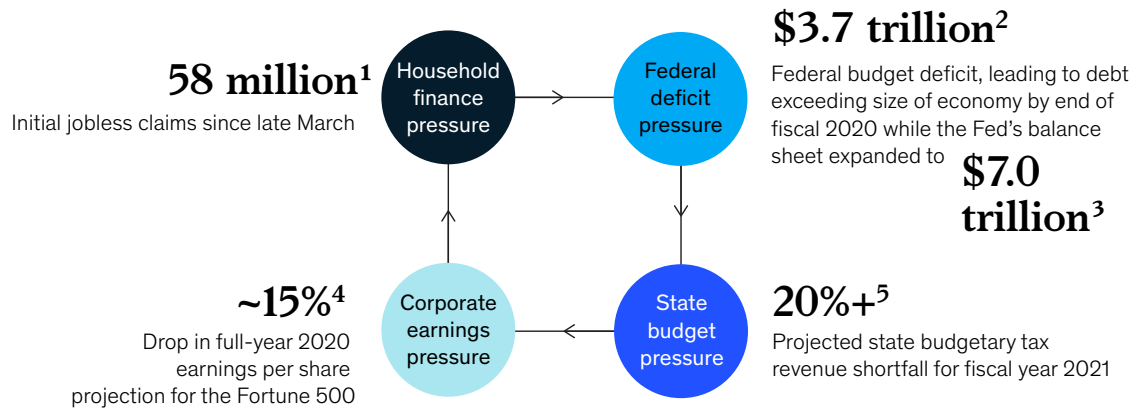 58 million¹
Initial jobless claims since late March
Household
finance
pressure
Federal
deficit
pressure
$3.7 trillion²
Federal budget deficit, leading to debt
exceeding size of economy by end of
fiscal 2020 while the Fed’s balance
sheet expanded to
$7.0
trillion³
~15%⁴
Drop in full-year 2020
earnings per share
projection for the Fortune 500
Corporate
earnings
pressure
State
budget
pressure
20%+⁵
Projected state budgetary tax
revenue shortfall for fiscal year 2021